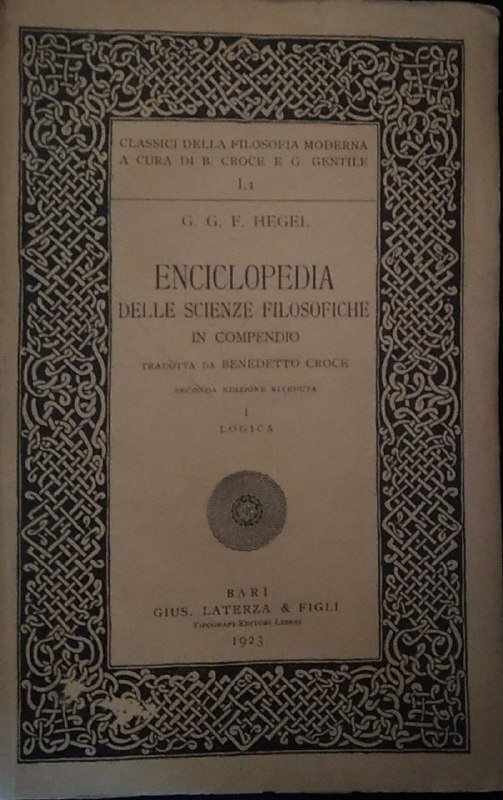 CLASSICI DELLA FILOSOFIA MODERNA
A CURA DI B. CROCE E G. GENTILE
I.1
G. G. F. HEGEL
ENCICLOPEDIA
DELLE SCIENZE FILOSOFICHE
IN COMPENDIO
TRADOTTA DA BENEDETTO CROCE
SECONDA EDIZIONE RIVEDUTA
I
LOGICA
BARI
GIUS. LATERZA & FIGLI
TIPOGRAFI-EDITORI LIBRAI
1923